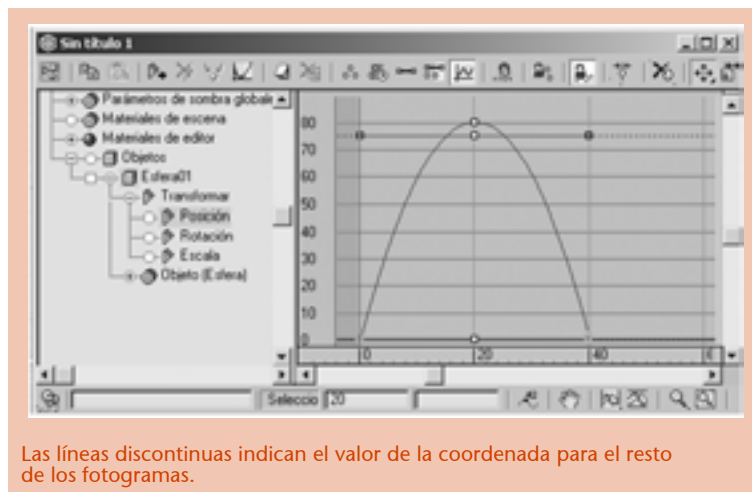 Sin título 1
Parámetros de sombra globale
Materiales de escena
Materiales de editor
Objetos
Esfera01
Transformar
Posición
Rotación
Escala
Objeto (Esfera)
80
70
60
50
40
30
20
10
0
0 20 40 6
Seleccio 20
Las líneas discontinuas indican el valor de la coordenada para el resto
de los fotogramas.